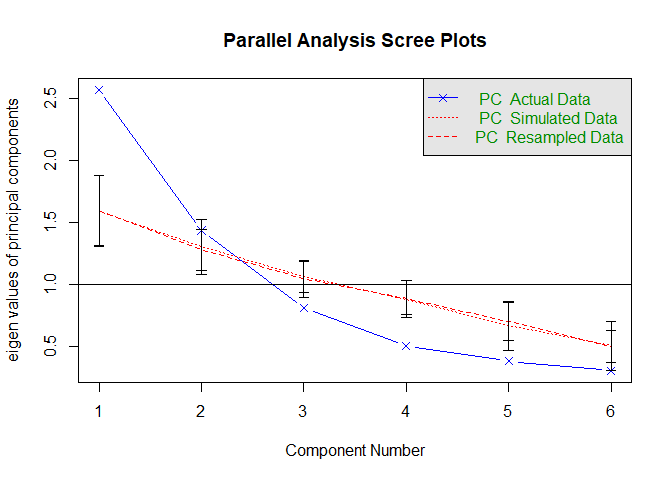 Parallel Analysis Scree Plots
eigen values of principal components
2.5
2.0
1.5
1.0
0.5
PC Actual Data
PC Simulated Data
PC Resampled Data
1 2 3 4 5 6
Component Number